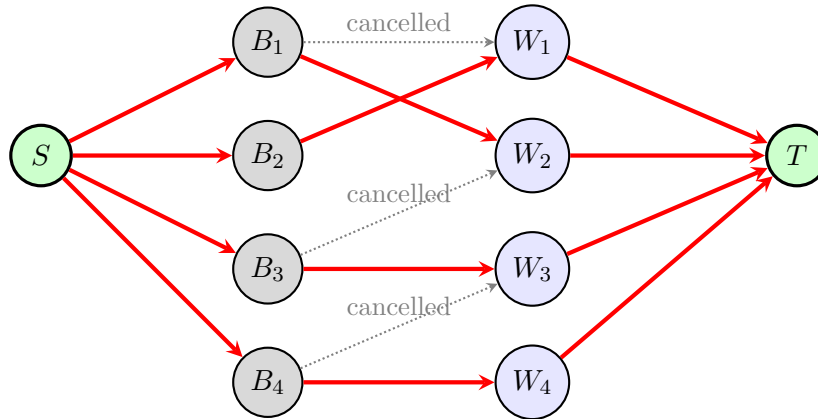 B₁
cancelled
W₁
S
B₂
W₂
T
cancelled
B₃
W₃
cancelled
B₄
W₄